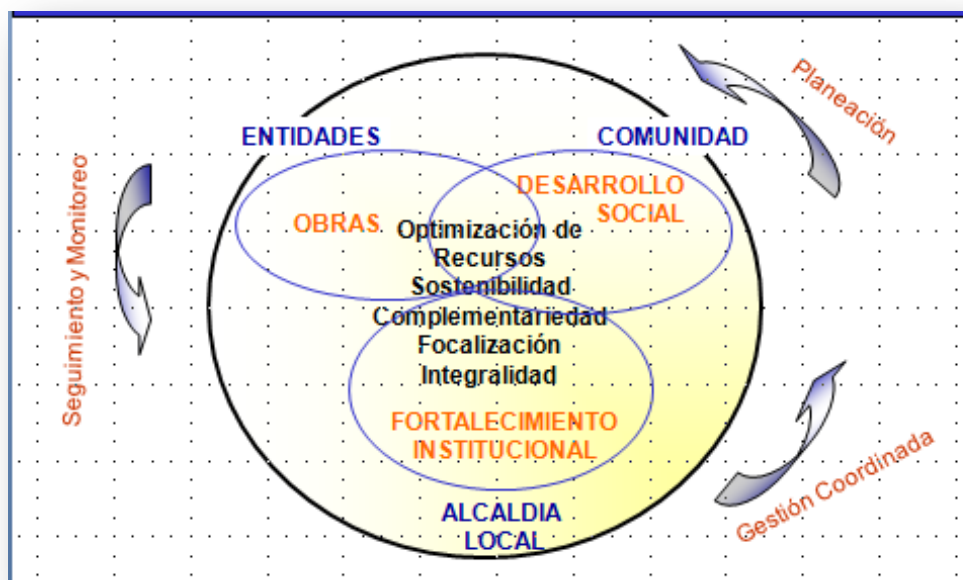 Planeación
ENTIDADES
COMUNIDAD
DESARROLLO
SOCIAL
OBRAS
Optimización de
Recursos
Sostenibilidad
Complementariedad
Focalización
Integralidad
FORTALECIMIENTO
INSTITUCIONAL
ALCALDIA
LOCAL
Seguimiento y Monitoreo
Gestión Coordinada